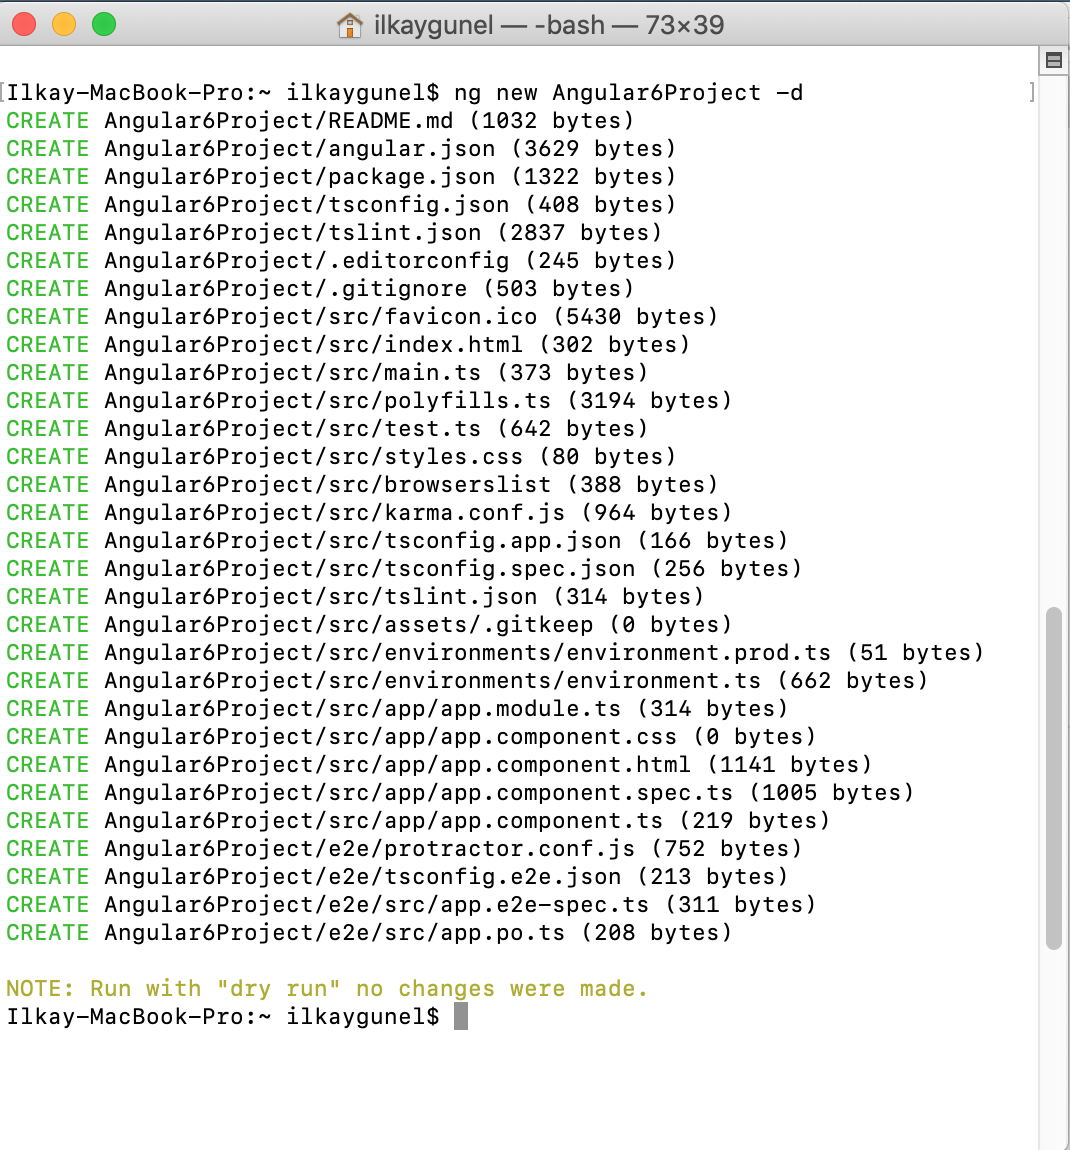 ilkaygunel — -bash — 73×39
[Ilkay-MacBook-Pro:~ ilkaygunel$ ng new Angular6Project -d ]
CREATE Angular6Project/README.md (1032 bytes)
CREATE Angular6Project/angular.json (3629 bytes)
CREATE Angular6Project/package.json (1322 bytes)
CREATE Angular6Project/tsconfig.json (408 bytes)
CREATE Angular6Project/tslint.json (2837 bytes)
CREATE Angular6Project/.editorconfig (245 bytes)
CREATE Angular6Project/.gitignore (503 bytes)
CREATE Angular6Project/src/favicon.ico (5430 bytes)
CREATE Angular6Project/src/index.html (302 bytes)
CREATE Angular6Project/src/main.ts (373 bytes)
CREATE Angular6Project/src/polyfills.ts (3194 bytes)
CREATE Angular6Project/src/test.ts (642 bytes)
CREATE Angular6Project/src/styles.css (80 bytes)
CREATE Angular6Project/src/browserslist (388 bytes)
CREATE Angular6Project/src/karma.conf.js (964 bytes)
CREATE Angular6Project/src/tsconfig.app.json (166 bytes)
CREATE Angular6Project/src/tsconfig.spec.json (256 bytes)
CREATE Angular6Project/src/tslint.json (314 bytes)
CREATE Angular6Project/src/assets/.gitkeep (0 bytes)
CREATE Angular6Project/src/environments/environment.prod.ts (51 bytes)
CREATE Angular6Project/src/environments/environment.ts (662 bytes)
CREATE Angular6Project/src/app/app.module.ts (314 bytes)
CREATE Angular6Project/src/app/app.component.css (0 bytes)
CREATE Angular6Project/src/app/app.component.html (1141 bytes)
CREATE Angular6Project/src/app/app.component.spec.ts (1005 bytes)
CREATE Angular6Project/src/app/app.component.ts (219 bytes)
CREATE Angular6Project/e2e/protractor.conf.js (752 bytes)
CREATE Angular6Project/e2e/tsconfig.e2e.json (213 bytes)
CREATE Angular6Project/e2e/src/app.e2e-spec.ts (311 bytes)
CREATE Angular6Project/e2e/src/app.po.ts (208 bytes)
NOTE: Run with "dry run" no changes were made.
Ilkay-MacBook-Pro:~ ilkaygunel$